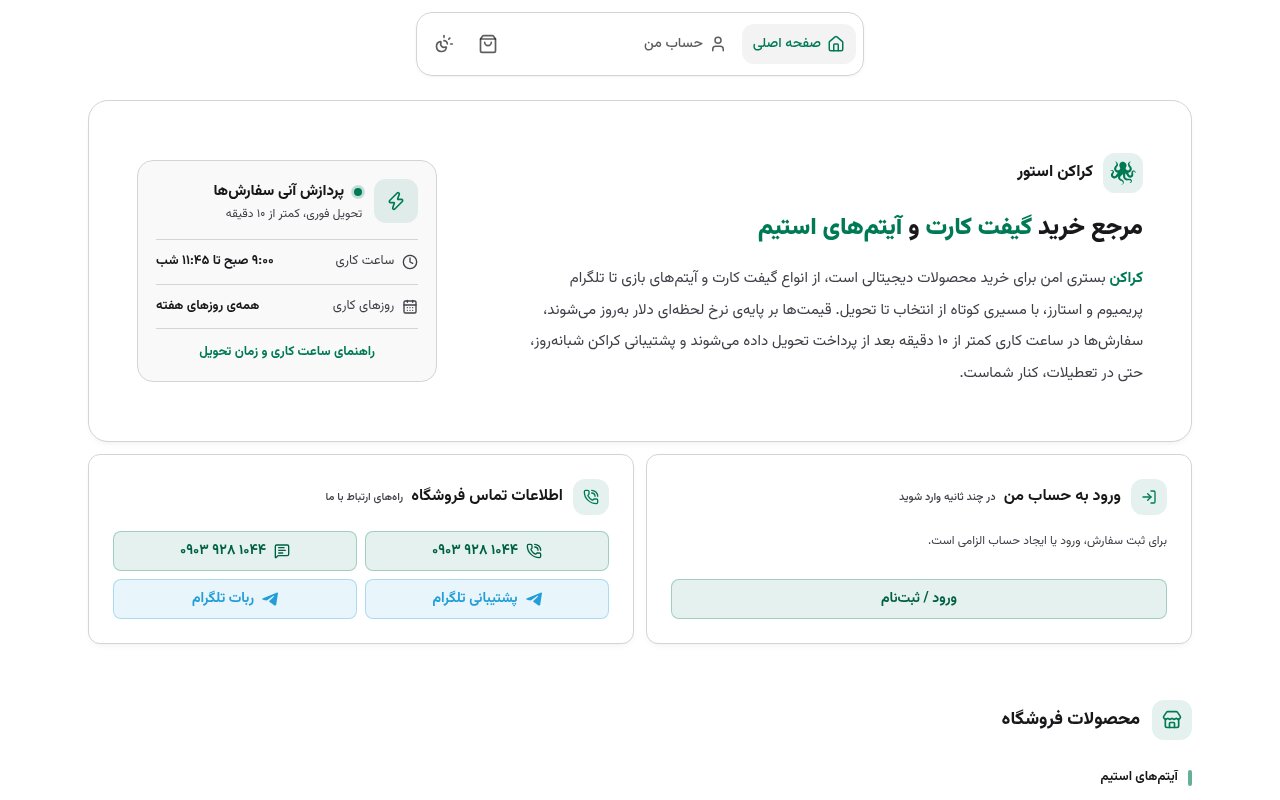 صفحه اصلی
حساب من
کراکن استور
مرجع خرید گیفت کارت و آیتم‌های استیم
کراکن بستری امن برای خرید محصولات دیجیتالی است، از انواع گیفت کارت و آیتم‌های بازی تا تلگرام
پریمیوم و استارز، با مسیری کوتاه از انتخاب تا تحویل. قیمت‌ها بر پایه‌ی نرخ لحظه‌ای دلار به‌روز می‌شوند،
سفارش‌ها در ساعت کاری کمتر از ۱۰ دقیقه بعد از پرداخت تحویل داده می‌شوند و پشتیبانی کراکن شبانه‌روز،
حتی در تعطیلات، کنار شماست.
پردازش آنی سفارش‌ها
تحویل فوری، کمتر از ۱۰ دقیقه
ساعت کاری ۹:۰۰ صبح تا ۱۱:۴۵ شب
روزهای کاری همه‌ی روزهای هفته
راهنمای ساعت کاری و زمان تحویل
ورود به حساب من در چند ثانیه وارد شوید
برای ثبت سفارش، ورود یا ایجاد حساب الزامی است.
ورود / ثبت‌نام
اطلاعات تماس فروشگاه راه‌های ارتباط با ما
۰۹۰۳ ۹۲۸ ۱۰۴۴
۰۹۰۳ ۹۲۸ ۱۰۴۴
پشتیبانی تلگرام
ربات تلگرام
محصولات فروشگاه
آیتم‌های استیم